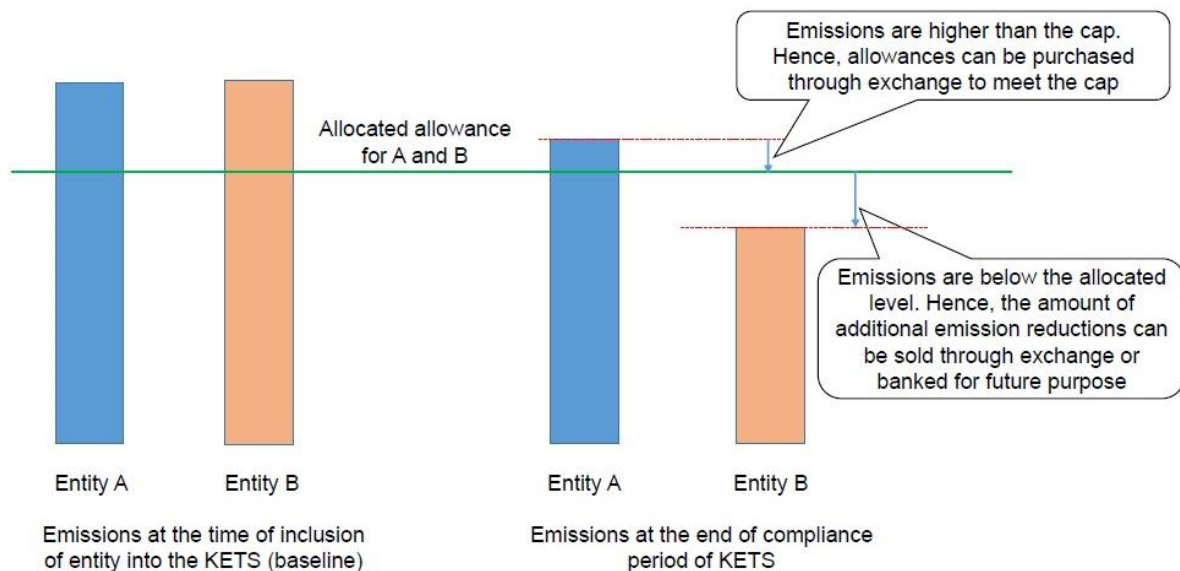 Emissions are higher than the cap.
Hence, allowances can be purchased
through exchange to meet the cap
Allocated allowance
for A and B
Emissions are below the allocated
level. Hence, the amount of
additional emission reductions can
be sold through exchange or
banked for future purpose
Entity A
Entity B
Entity A
Entity B
Emissions at the time of inclusion
of entity into the KETS (baseline)
Emissions at the end of compliance
period of KETS